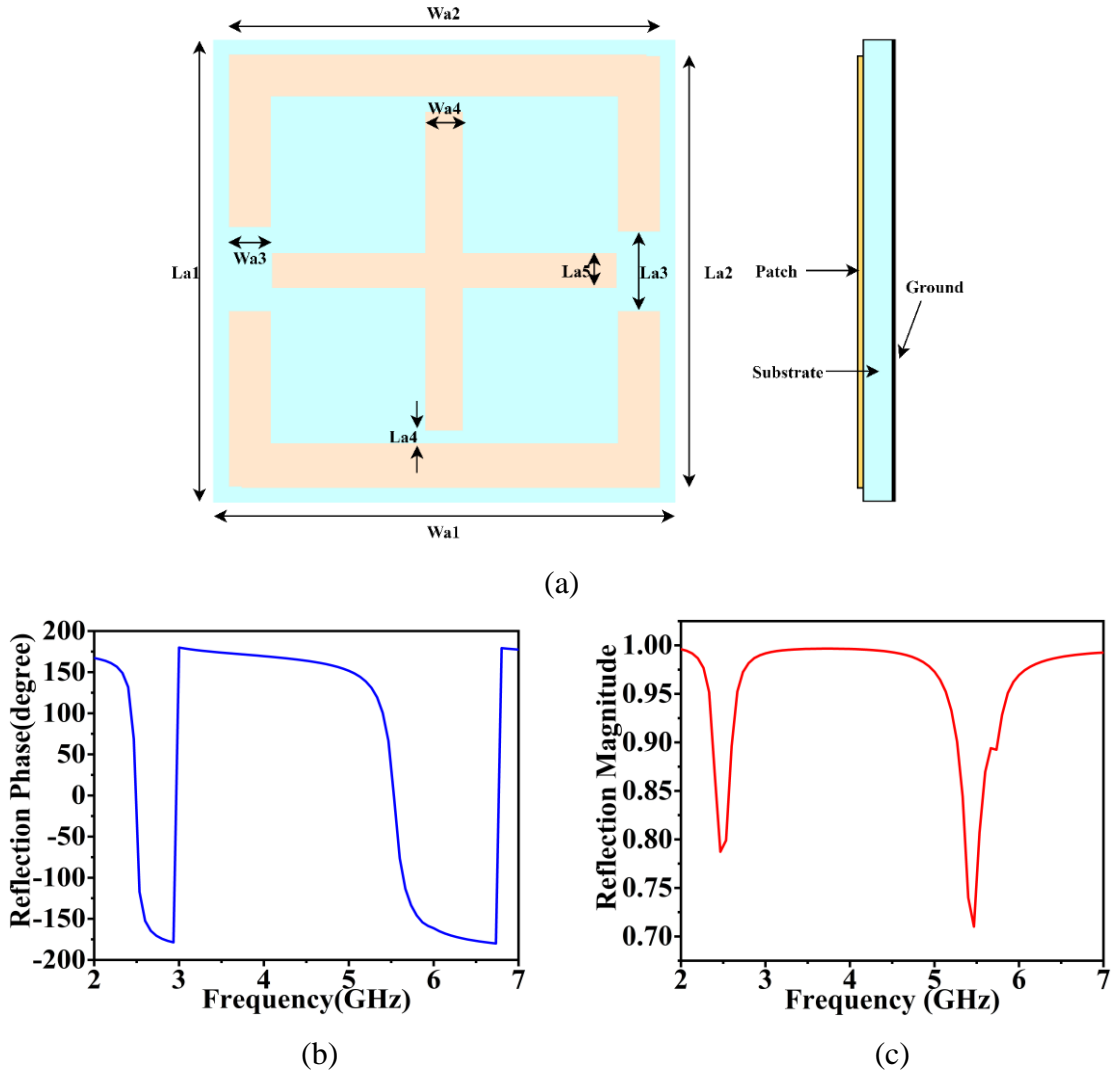 Wa2
Wa4
La1
Wa3
La5
La3
La2
Patch
Ground
Substrate
La4
Wa1
(a)
Reflection Phase(degree)
200
150
100
50
0
-50
-100
-150
-200
2 3 4 5 6 7
Frequency(GHz)
(b)
Reflection Magnitude
1.00
0.95
0.90
0.85
0.80
0.75
0.70
2 3 4 5 6 7
Frequency (GHz)
(c)